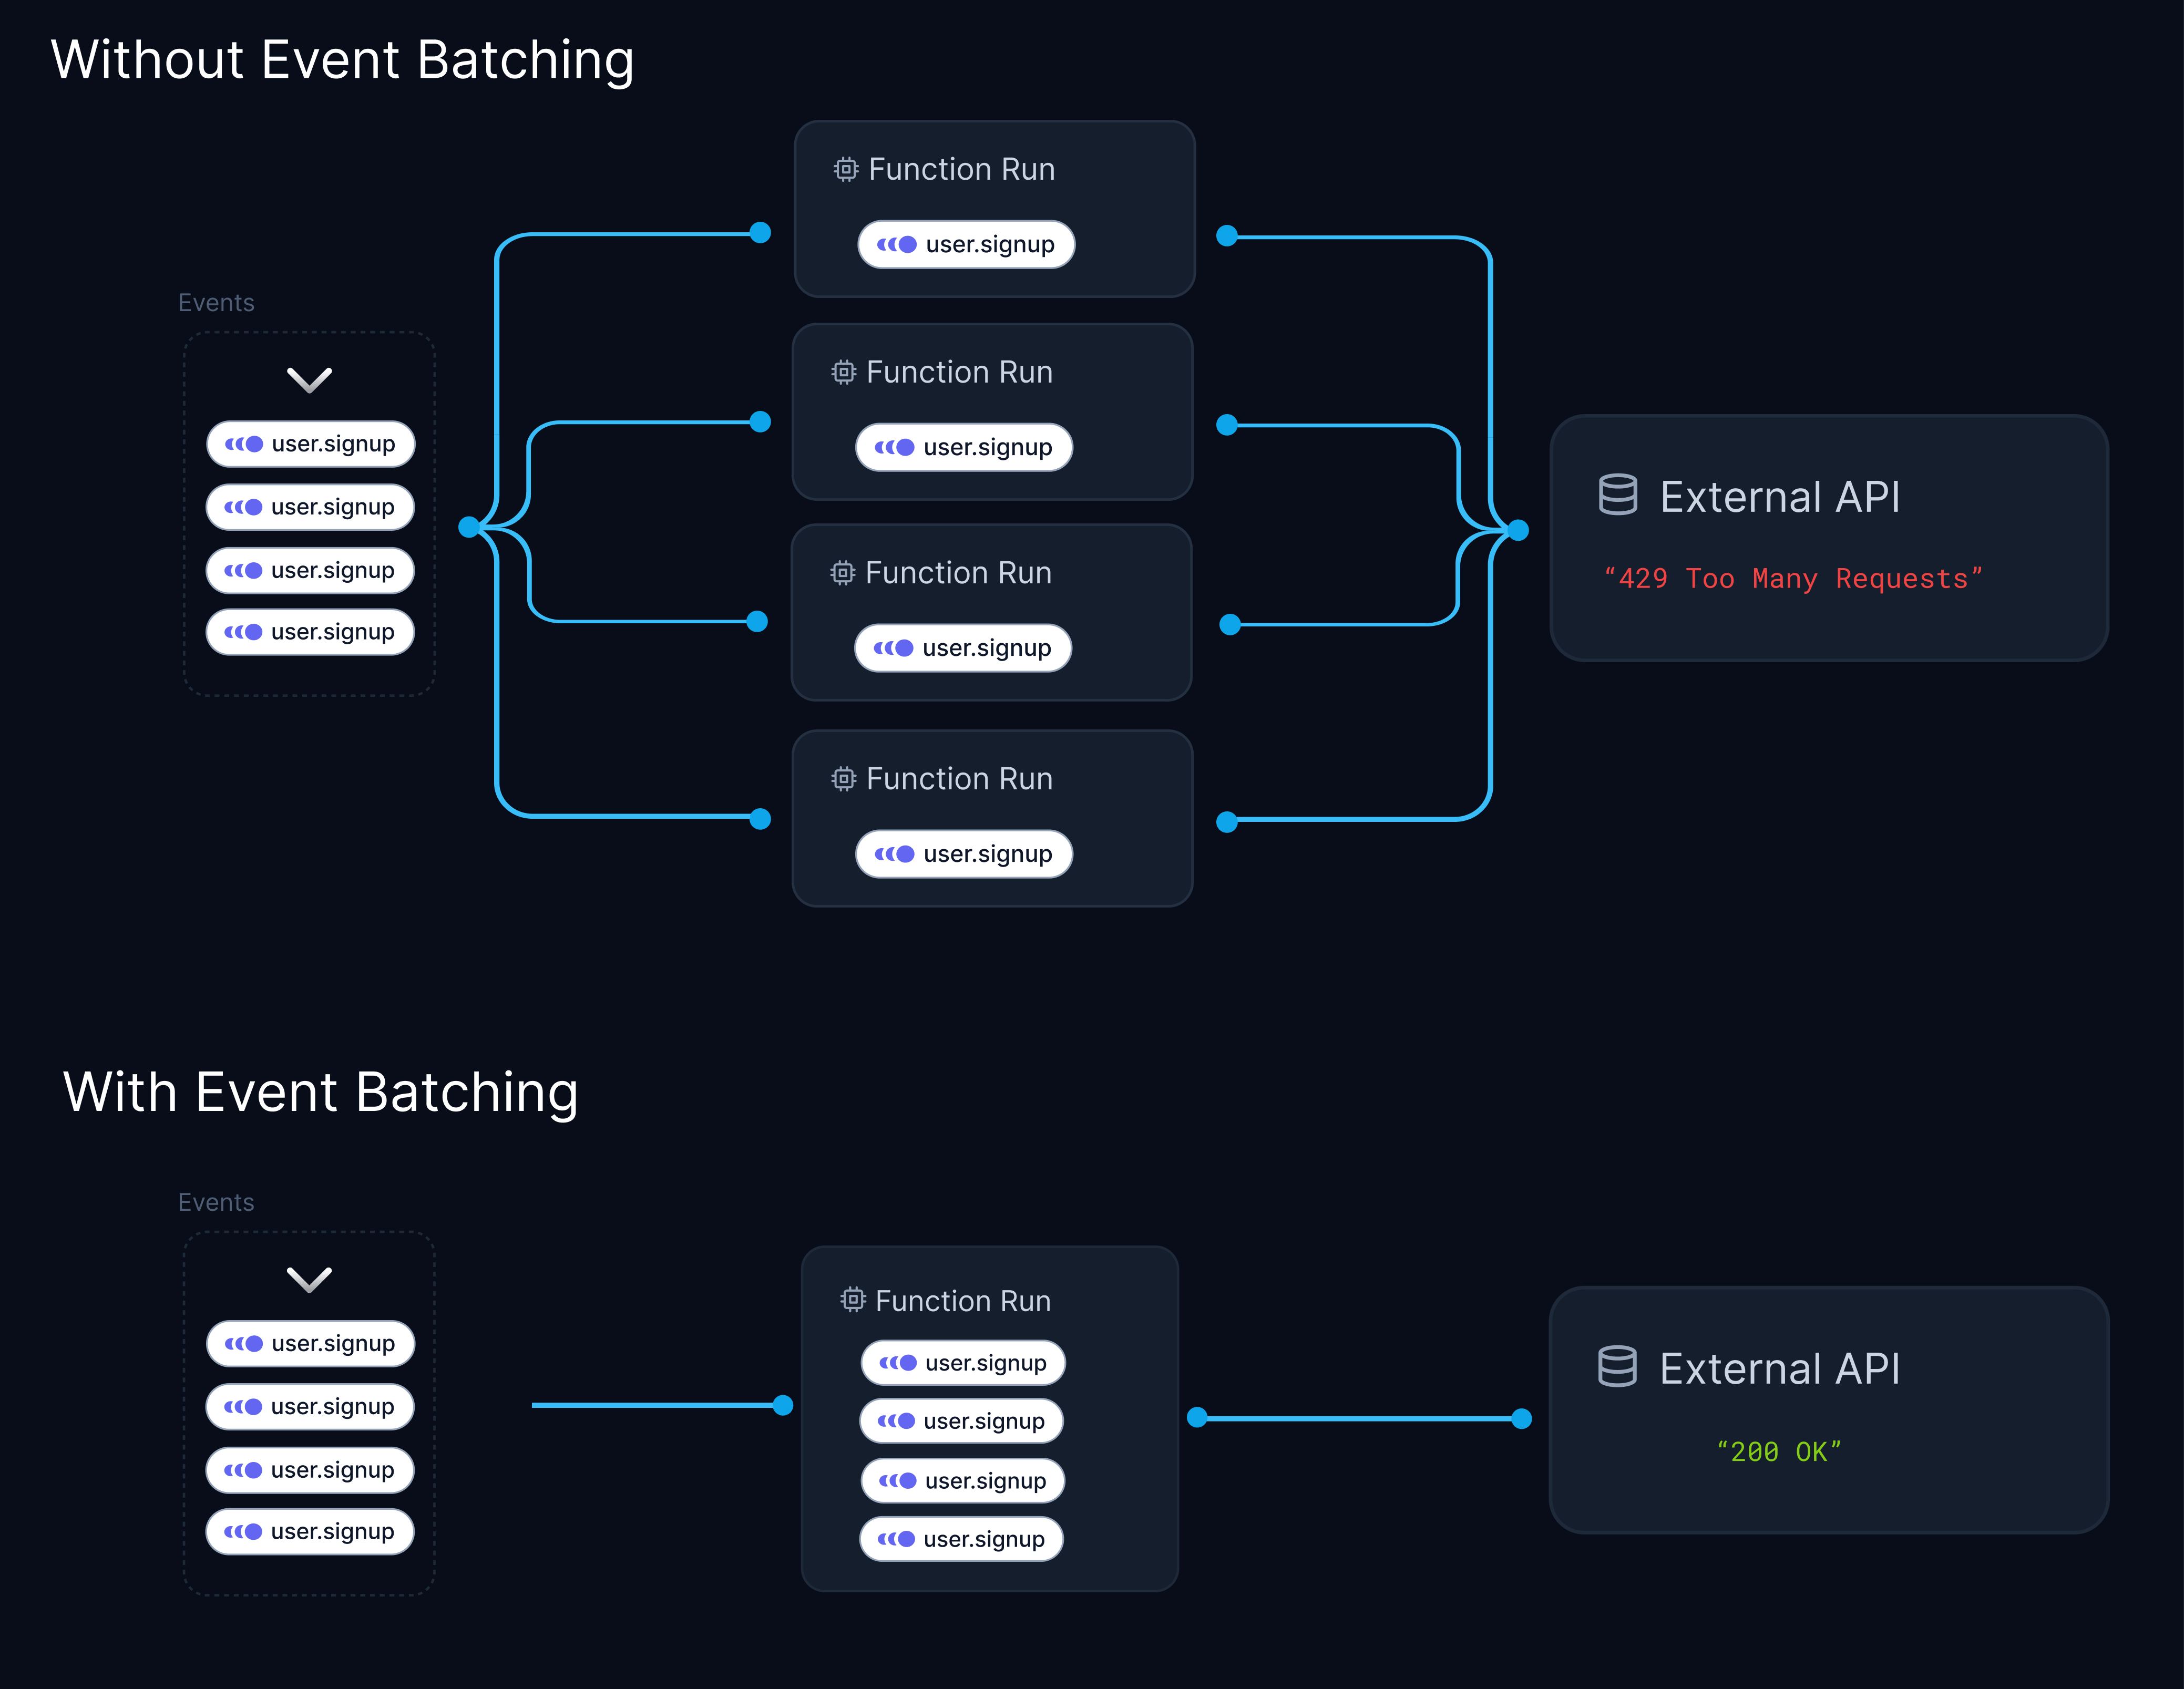 Without Event Batching
Events
user.signup
user.signup
user.signup
user.signup
Function Run
user.signup
Function Run
user.signup
Function Run
user.signup
Function Run
user.signup
External API
“429 Too Many Requests”
With Event Batching
Events
user.signup
user.signup
user.signup
user.signup
Function Run
user.signup
user.signup
user.signup
user.signup
External API
“200 OK”